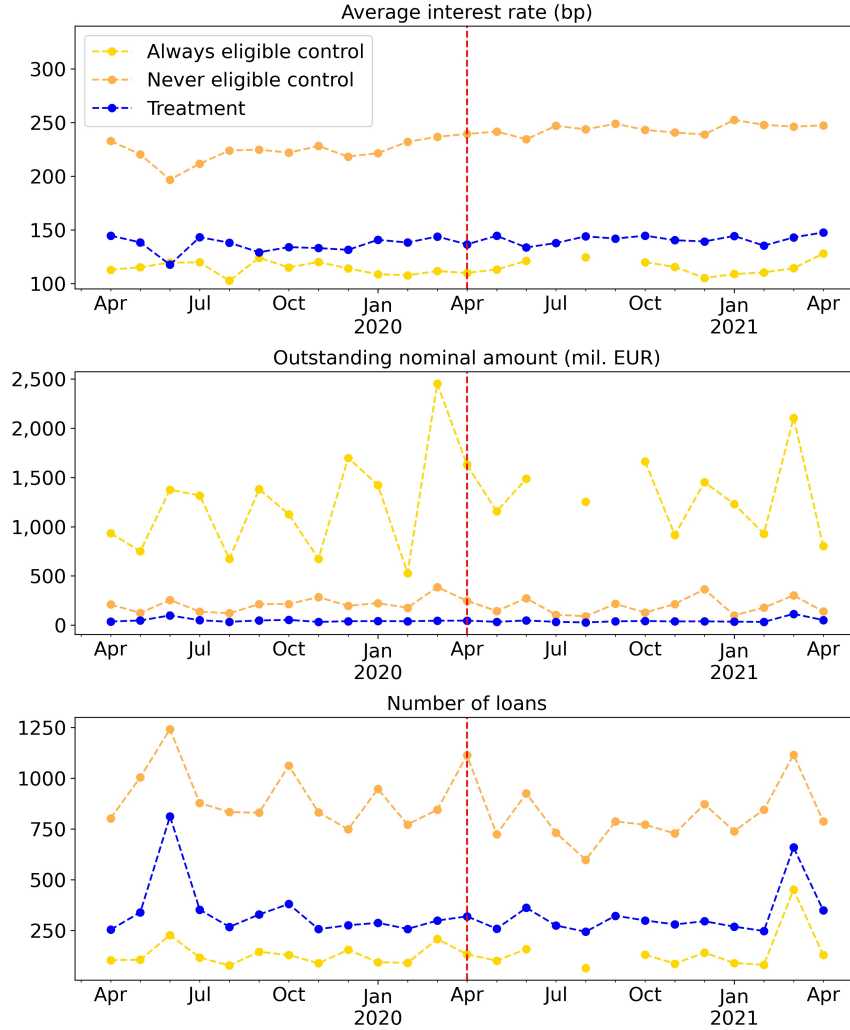 Average interest rate (bp)
300
250
200
150
100
Always eligible control
Never eligible control
Treatment
Apr Jul Oct Jan Apr Jul Oct Jan Apr
2020 2021
Outstanding nominal amount (mil. EUR)
2,500
2,000
1,500
1,000
500
0
Apr Jul Oct Jan Apr Jul Oct Jan Apr
2020 2021
Number of loans
1250
1000
750
500
250
Apr Jul Oct Jan Apr Jul Oct Jan Apr
2020 2021